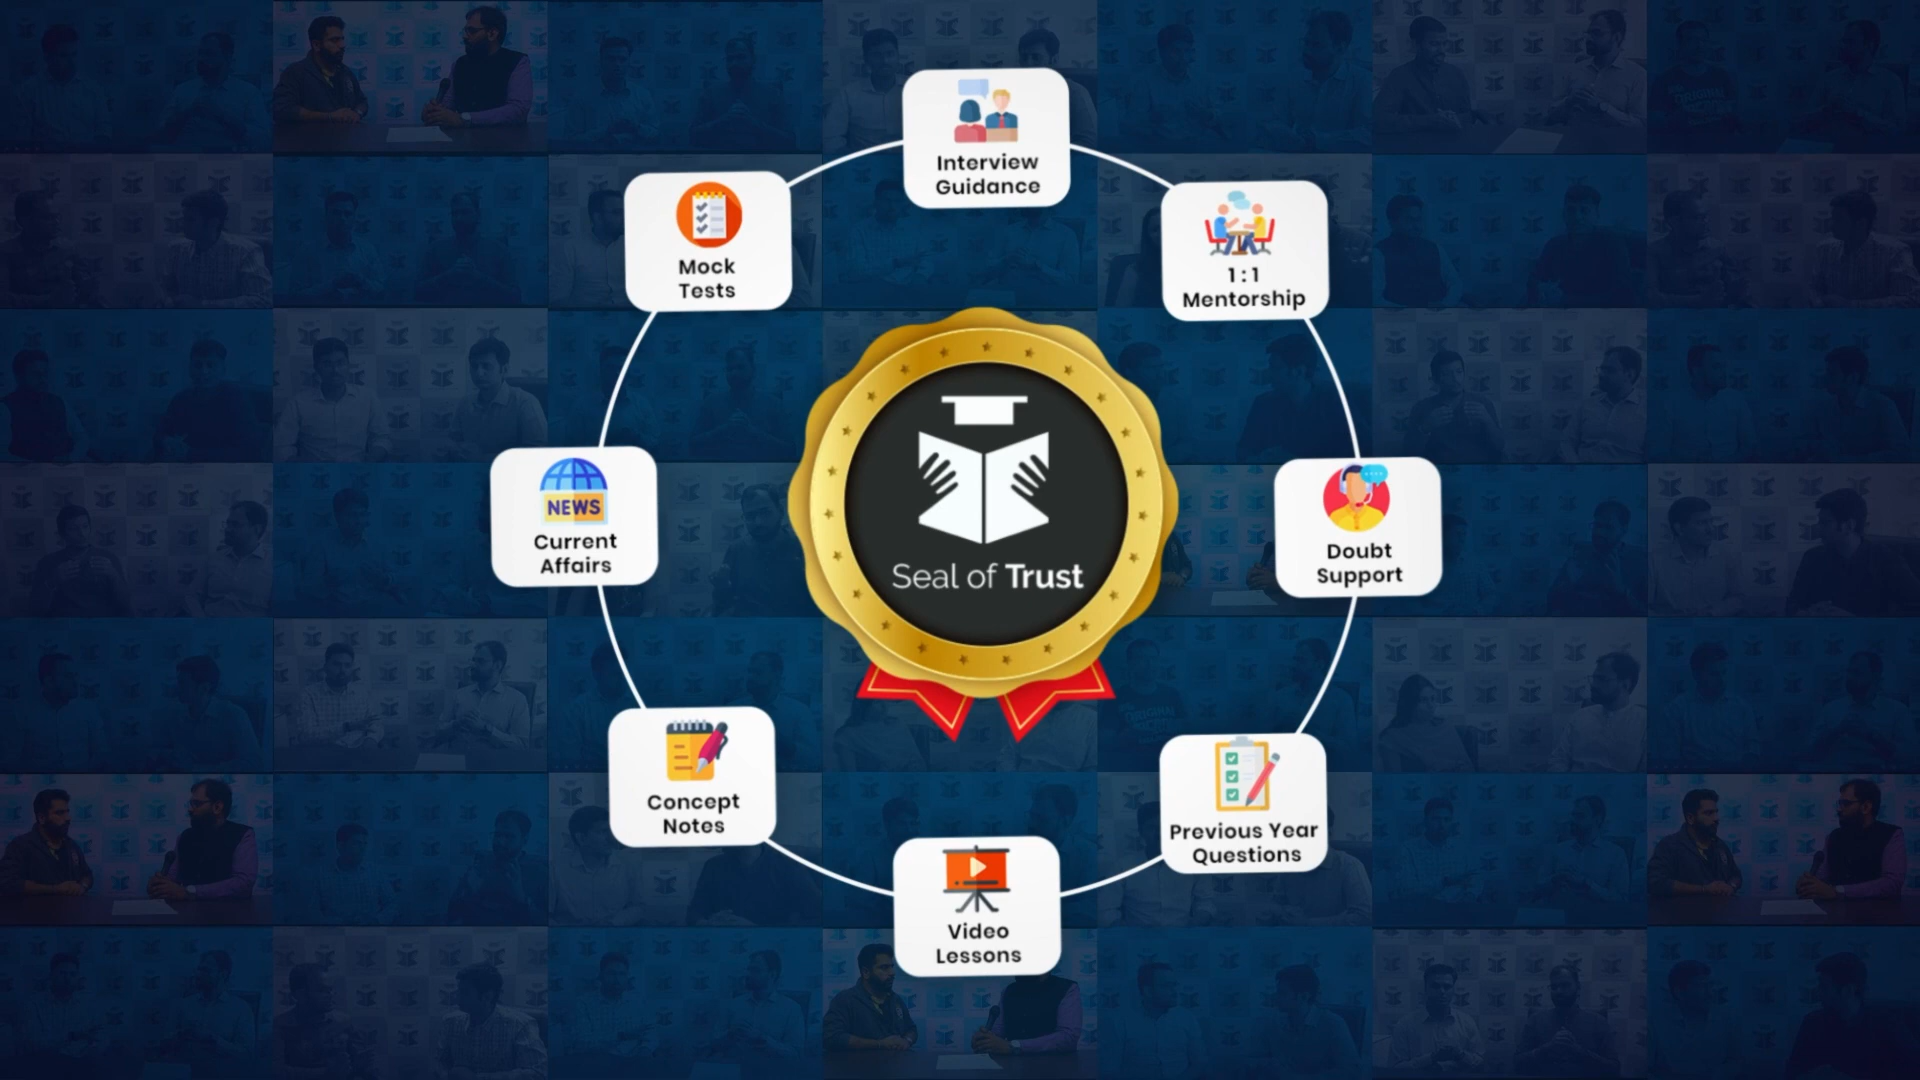 Interview
Guidance
Mock
Tests
1 : 1
Mentorship
NEWS
Current
Affairs
Seal of Trust
Doubt
Support
Concept
Notes
Previous Year
Questions
Video
Lessons